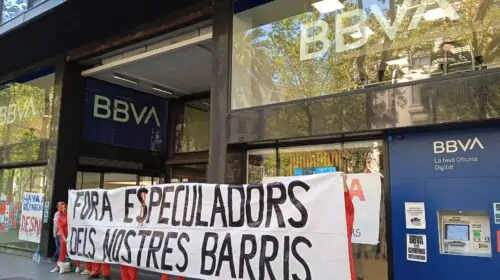 BBVA
BBVA
BBVA
BBVA
La teva Oficina
Digital
FORA ESPECULADORS
DELS NOSTRES BARRIS